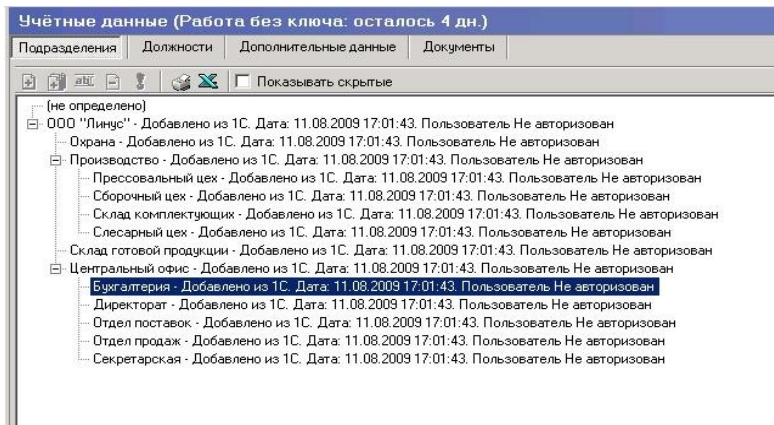 Учётные данные (Работа без ключа: осталось 4 дн.)
Подразделения Должности Дополнительные данные Документы
Показывать скрытые
(не определено)
ООО "Линус" - Добавлено из 1С. Дата: 11.08.2009 17:01:43. Пользователь Не авторизован
Охрана - Добавлено из 1С. Дата: 11.08.2009 17:01:43. Пользователь Не авторизован
Производство - Добавлено из 1С. Дата: 11.08.2009 17:01:43. Пользователь Не авторизован
Прессовальный цех - Добавлено из 1С. Дата: 11.08.2009 17:01:43. Пользователь Не авторизован
Сборочный цех - Добавлено из 1С. Дата: 11.08.2009 17:01:43. Пользователь Не авторизован
Склад комплектующих - Добавлено из 1С. Дата: 11.08.2009 17:01:43. Пользователь Не авторизован
Слесарный цех - Добавлено из 1С. Дата: 11.08.2009 17:01:43. Пользователь Не авторизован
Склад готовой продукции - Добавлено из 1С. Дата: 11.08.2009 17:01:43. Пользователь Не авторизован
Центральный офис - Добавлено из 1С. Дата: 11.08.2009 17:01:43. Пользователь Не авторизован
Бухгалтерия - Добавлено из 1С. Дата: 11.08.2009 17:01:43. Пользователь Не авторизован
Директорат - Добавлено из 1С. Дата: 11.08.2009 17:01:43. Пользователь Не авторизован
Отдел поставок - Добавлено из 1С. Дата: 11.08.2009 17:01:43. Пользователь Не авторизован
Отдел продаж - Добавлено из 1С. Дата: 11.08.2009 17:01:43. Пользователь Не авторизован
Секретарская - Добавлено из 1С. Дата: 11.08.2009 17:01:43. Пользователь Не авторизован